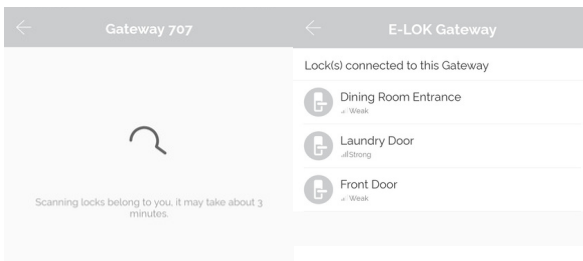 Gateway 707
Scanning locks belong to you, it may take about 3
minutes.
E-LOK Gateway
Lock(s) connected to this Gateway
Dining Room Entrance
Weak
Laundry Door
Strong
Front Door
Weak